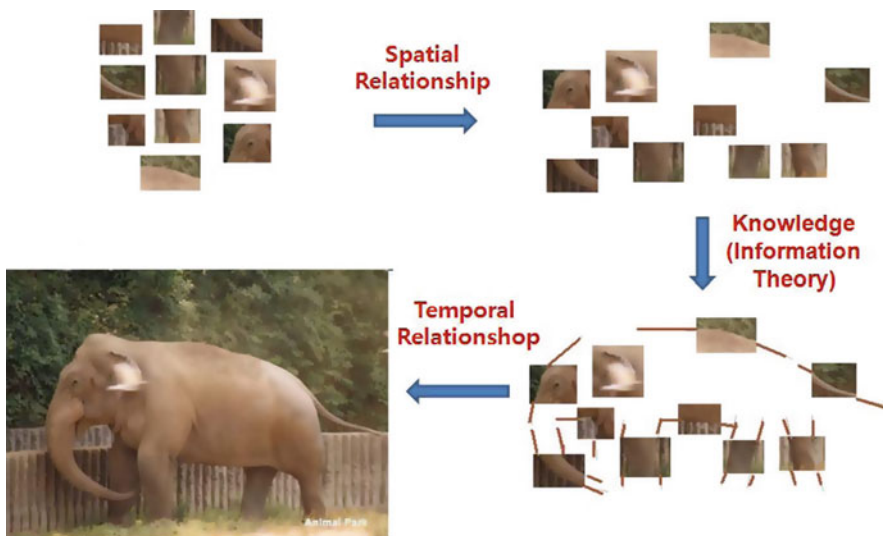 Spatial
Relationship
Knowledge
(Information
Theory)
Temporal
Relationshop
Animal Park